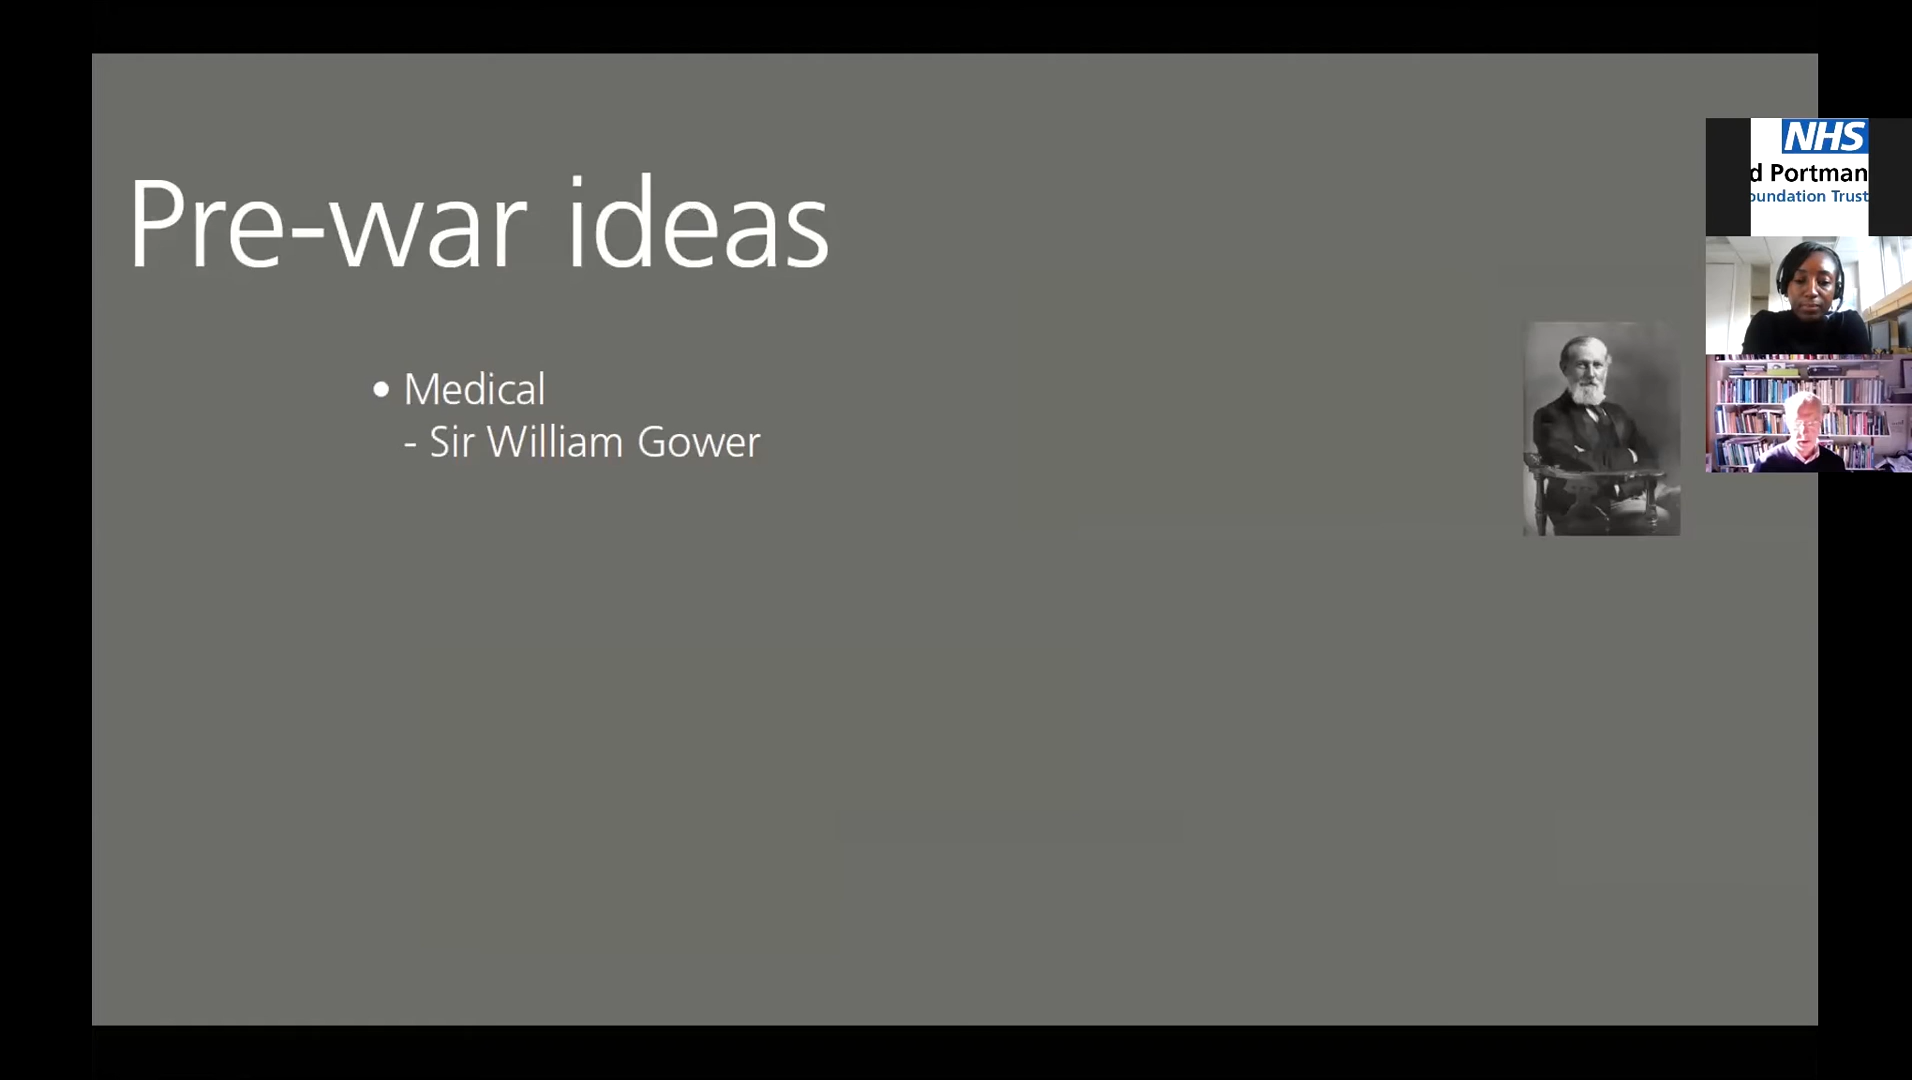 Pre-war ideas
• Medical
- Sir William Gower
NHS
d Portman
oundation Trust